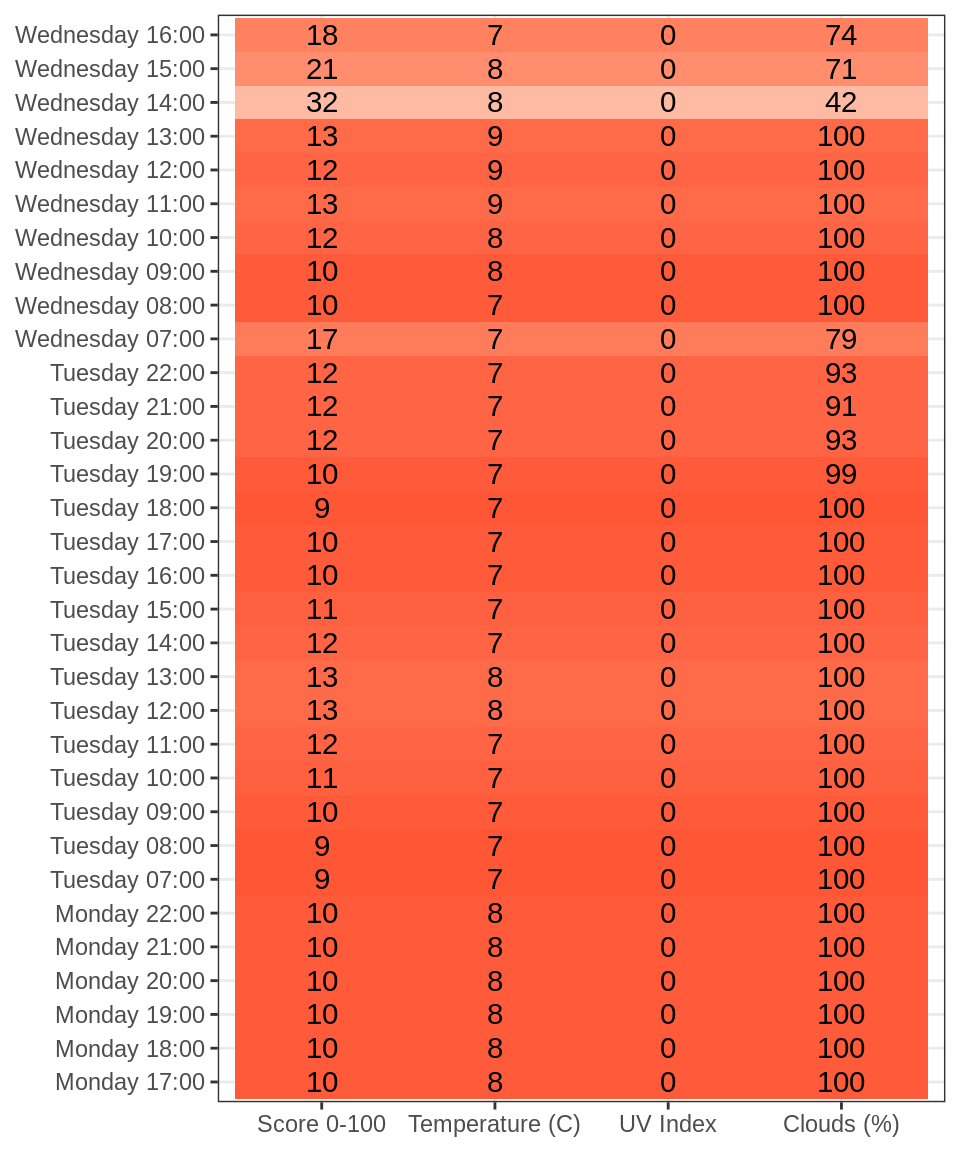 Wednesday 16:00 18 7 0 74
Wednesday 15:00 21 8 0 71
Wednesday 14:00 32 8 0 42
Wednesday 13:00 13 9 0 100
Wednesday 12:00 12 9 0 100
Wednesday 11:00 13 9 0 100
Wednesday 10:00 12 8 0 100
Wednesday 09:00 10 8 0 100
Wednesday 08:00 10 7 0 100
Wednesday 07:00 17 7 0 79
Tuesday 22:00 12 7 0 93
Tuesday 21:00 12 7 0 91
Tuesday 20:00 12 7 0 93
Tuesday 19:00 10 7 0 99
Tuesday 18:00 9 7 0 100
Tuesday 17:00 10 7 0 100
Tuesday 16:00 10 7 0 100
Tuesday 15:00 11 7 0 100
Tuesday 14:00 12 7 0 100
Tuesday 13:00 13 8 0 100
Tuesday 12:00 13 8 0 100
Tuesday 11:00 12 7 0 100
Tuesday 10:00 11 7 0 100
Tuesday 09:00 10 7 0 100
Tuesday 08:00 9 7 0 100
Tuesday 07:00 9 7 0 100
Monday 22:00 10 8 0 100
Monday 21:00 10 8 0 100
Monday 20:00 10 8 0 100
Monday 19:00 10 8 0 100
Monday 18:00 10 8 0 100
Monday 17:00 10 8 0 100
Score 0-100 Temperature (C) UV Index Clouds (%)